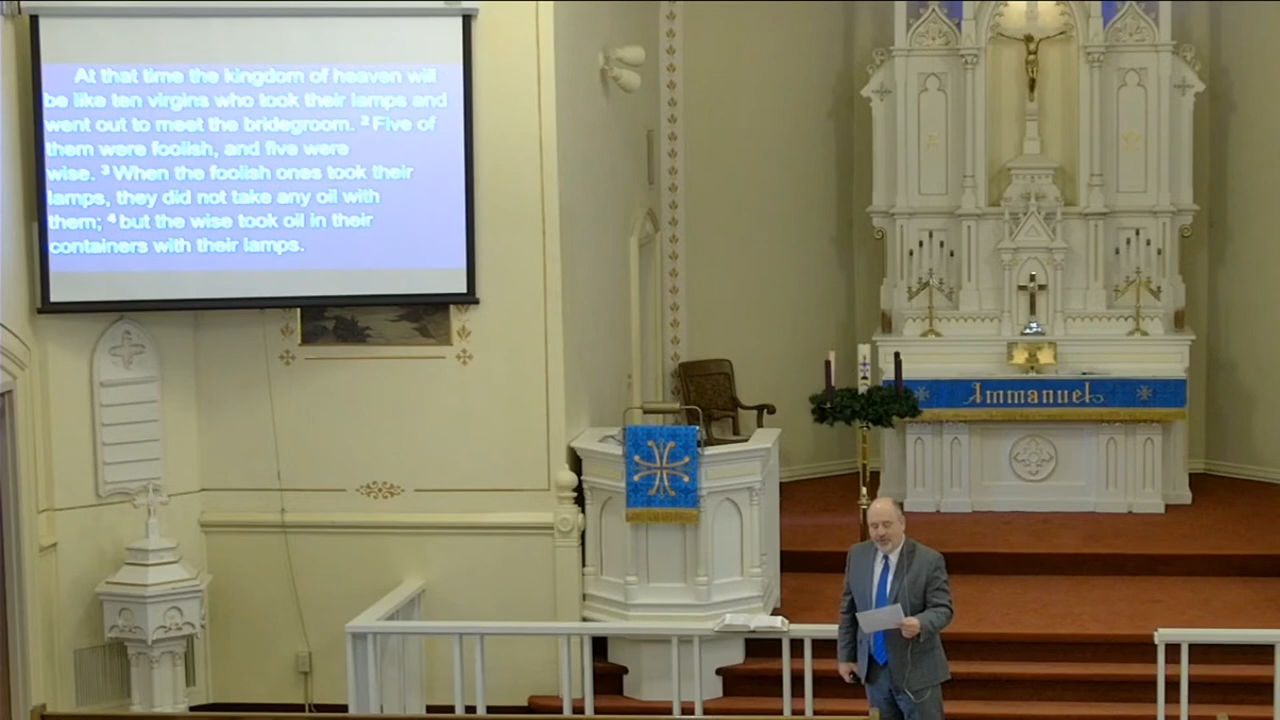 At that time the kingdom of heaven will
be like ten virgins who took their lamps and
went out to meet the bridegroom. ² Five of
them were foolish, and five were
wise. ³ When the foolish ones took their
lamps, they did not take any oil with
them; ⁴ but the wise took oil in their
containers with their lamps.
Immanuel